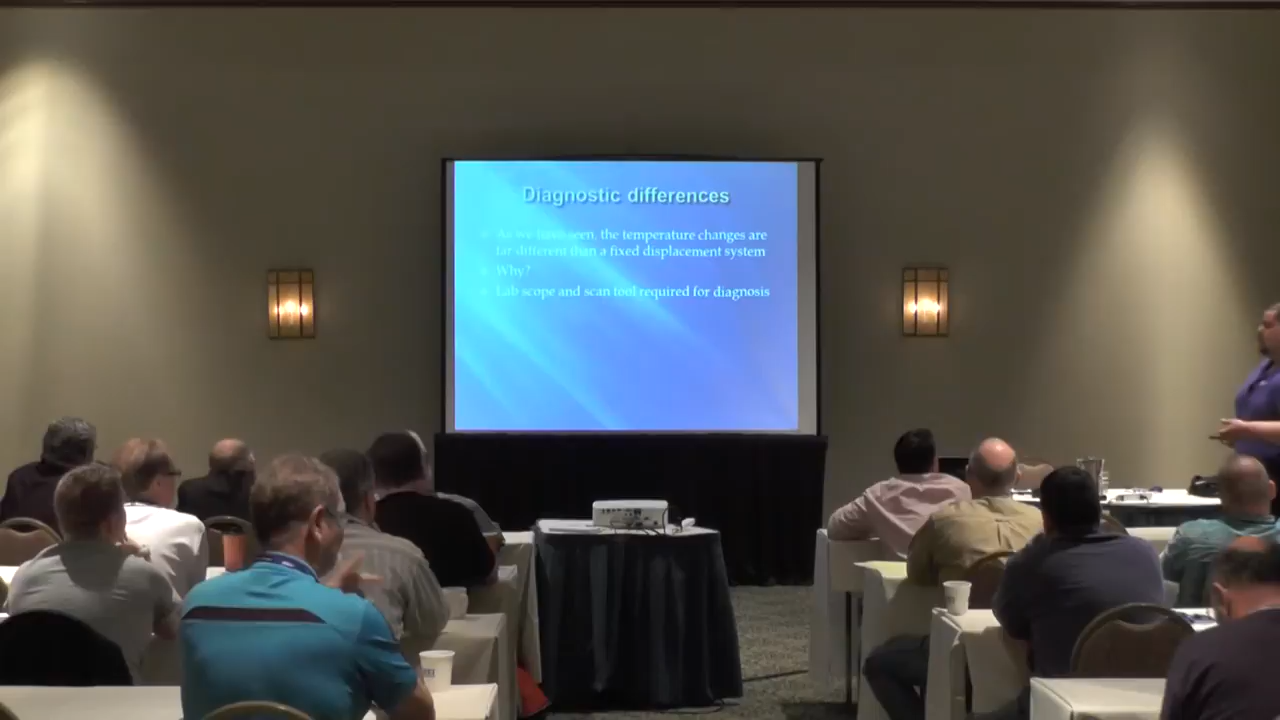 Diagnostic differences
As we have seen, the temperature changes are
far different than a fixed displacement system
Why?
Lab scope and scan tool required for diagnosis